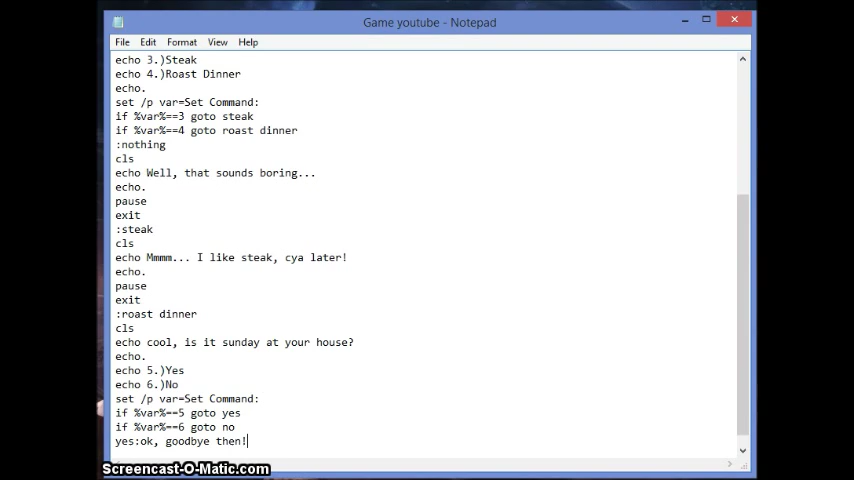 Game youtube - Notepad
File Edit Format View Help
echo 3.)Steak
echo 4.)Roast Dinner
echo.
set /p var=Set Command:
if %var%==3 goto steak
if %var%==4 goto roast dinner
:nothing
cls
echo Well, that sounds boring...
echo.
pause
exit
:steak
cls
echo Mmmm... I like steak, cya later!
echo.
pause
exit
:roast dinner
cls
echo cool, is it sunday at your house?
echo.
echo 5.)Yes
echo 6.)No
set /p var=Set Command:
if %var%==5 goto yes
if %var%==6 goto no
yes:ok, goodbye then!
Screencast-O-Matic.com